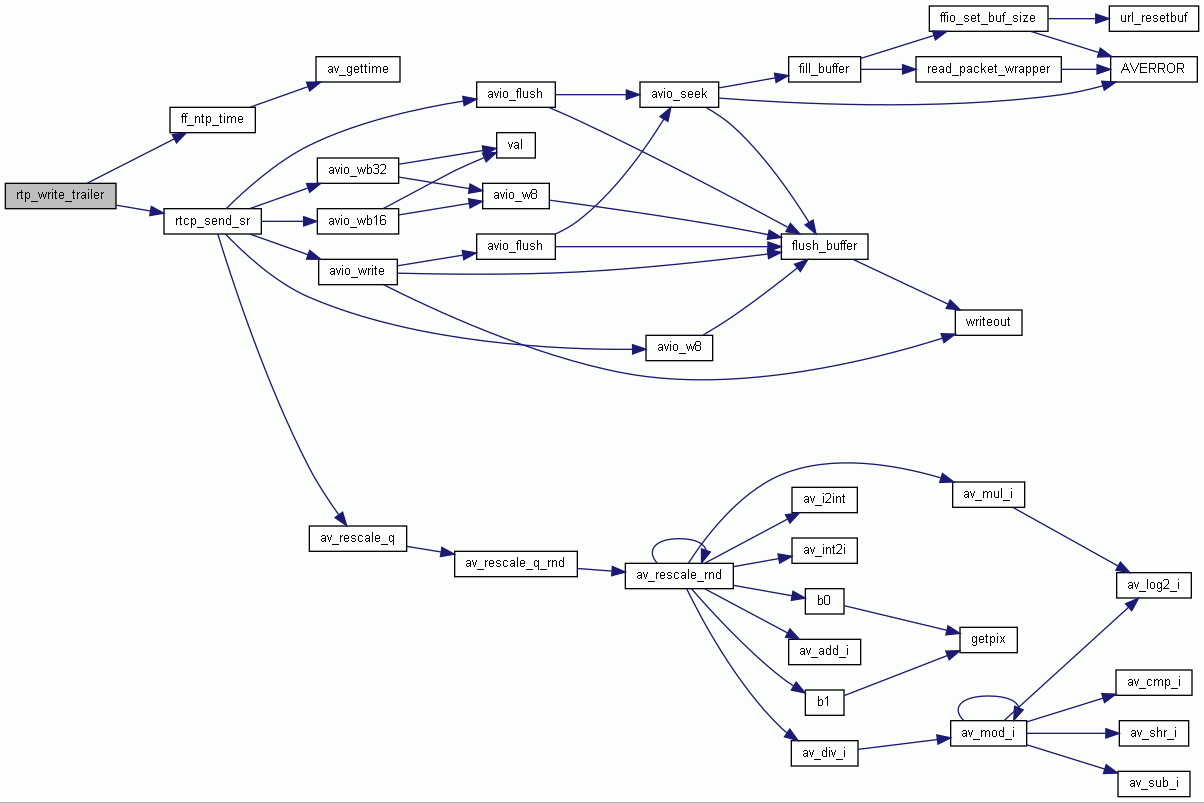 ffio_set_buf_size
url_resetbuf
av_gettime
fill_buffer
read_packet_wrapper
AVERROR
avio_flush
avio_seek
ff_ntp_time
val
avio_wb32
rtp_write_trailer
avio_w8
rtcp_send_sr
avio_wb16
avio_flush
flush_buffer
avio_write
writeout
avio_w8
av_mul_i
av_i2int
av_rescale_q
av_int2i
av_rescale_q_rnd
av_rescale_rnd
av_log2_i
b0
getpix
av_add_i
av_cmp_i
b1
av_mod_i
av_shr_i
av_div_i
av_sub_i